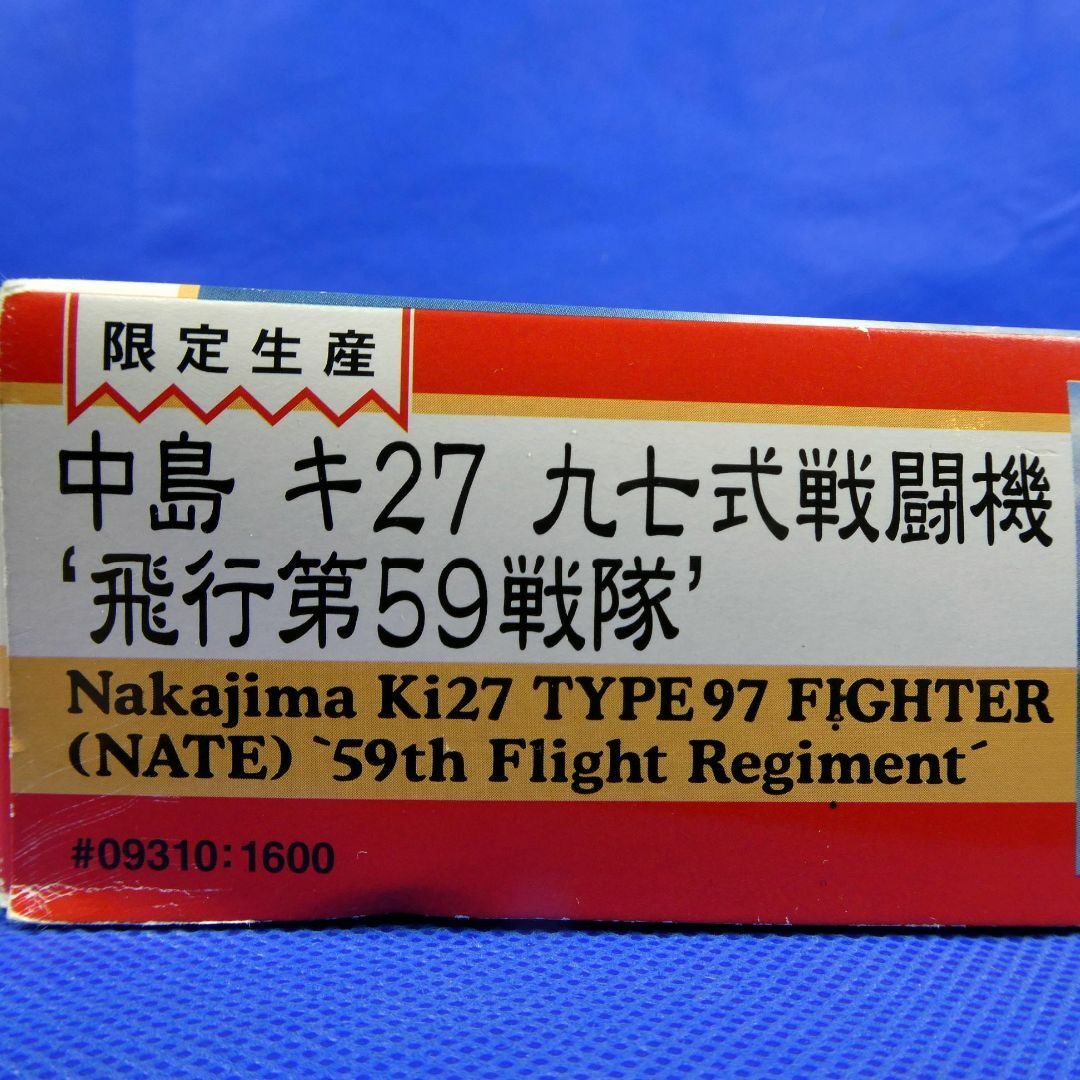 限定生産
中島 キ27 九七式戦闘機
‘飛行第59戦隊’
Nakajima Ki27 TYPE 97 FIGHTER
(NATE) `59th Flight Regiment´
#09310:1600